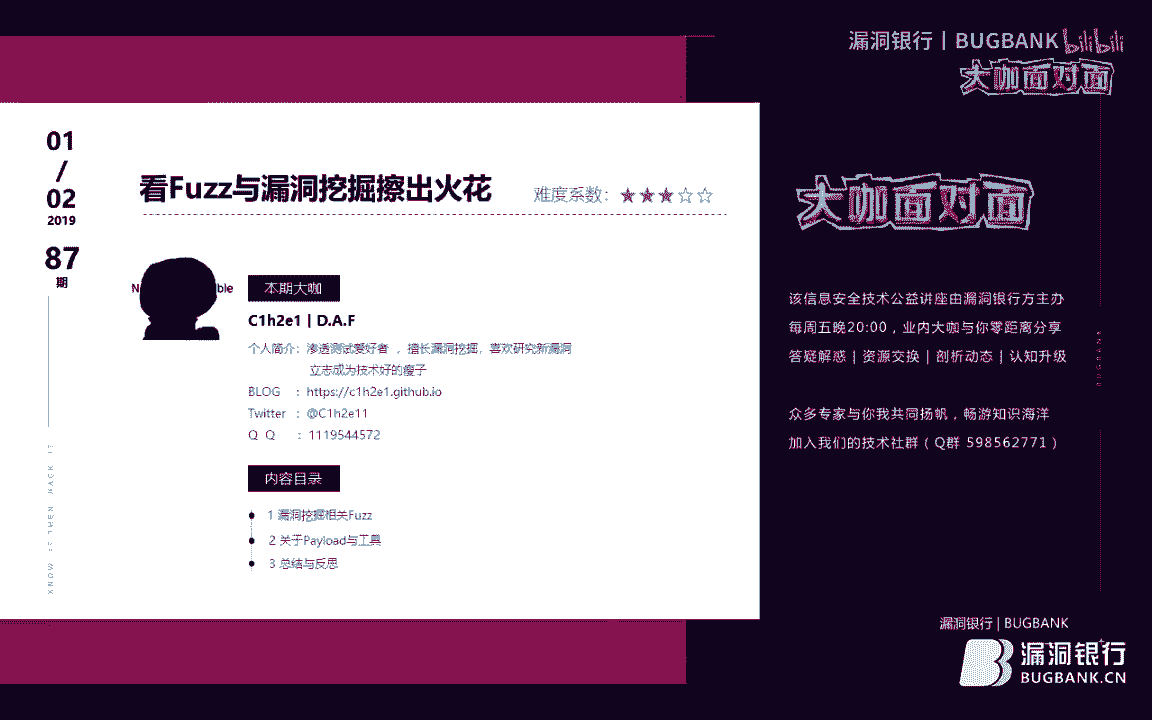 漏洞银行丨BUGBANK bilibili
大咖面对面
01
/
02
2019
87
期
看Fuzz与漏洞挖掘擦出火花
难度系数：★★★☆☆
本期大咖
C1h2e1 | D.A.F
个人简介：渗透测试爱好者 ，擅长漏洞挖掘，喜欢研究新漏洞
立志成为技术好的瘦子
BLOG ：https://c1h2e1.github.io
Twitter ：@C1h2e11
Q Q ：1119544572
内容目录
1 漏洞挖掘相关Fuzz
2 关于Payload与工具
3 总结与反思
KNOW IT THEN HACK IT
大咖面对面
该信息安全技术公益讲座由漏洞银行方主办
每周五晚20:00，业内大咖与你零距离分享
答疑解惑 | 资源交换 | 剖析动态 | 认知升级
众多专家与你我共同扬帆，畅游知识海洋
加入我们的技术社群（Q群 598562771）
BUGBANK
漏洞银行 | BUGBANK
漏洞银行
BUGBANK.CN